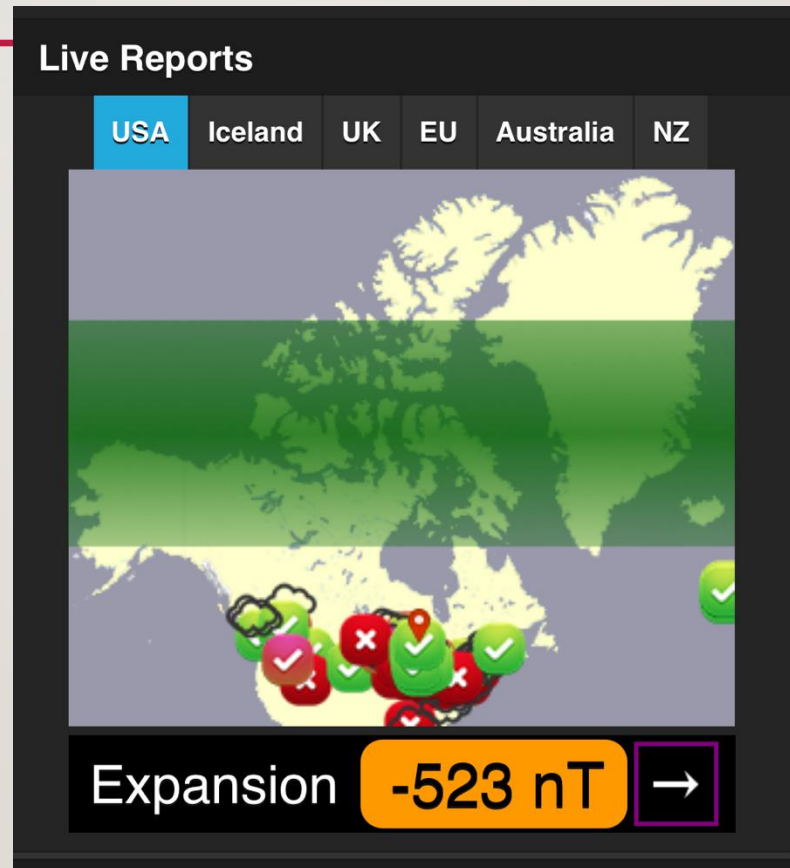 Live Reports
USA Iceland UK EU Australia NZ
Expansion -523 nT →